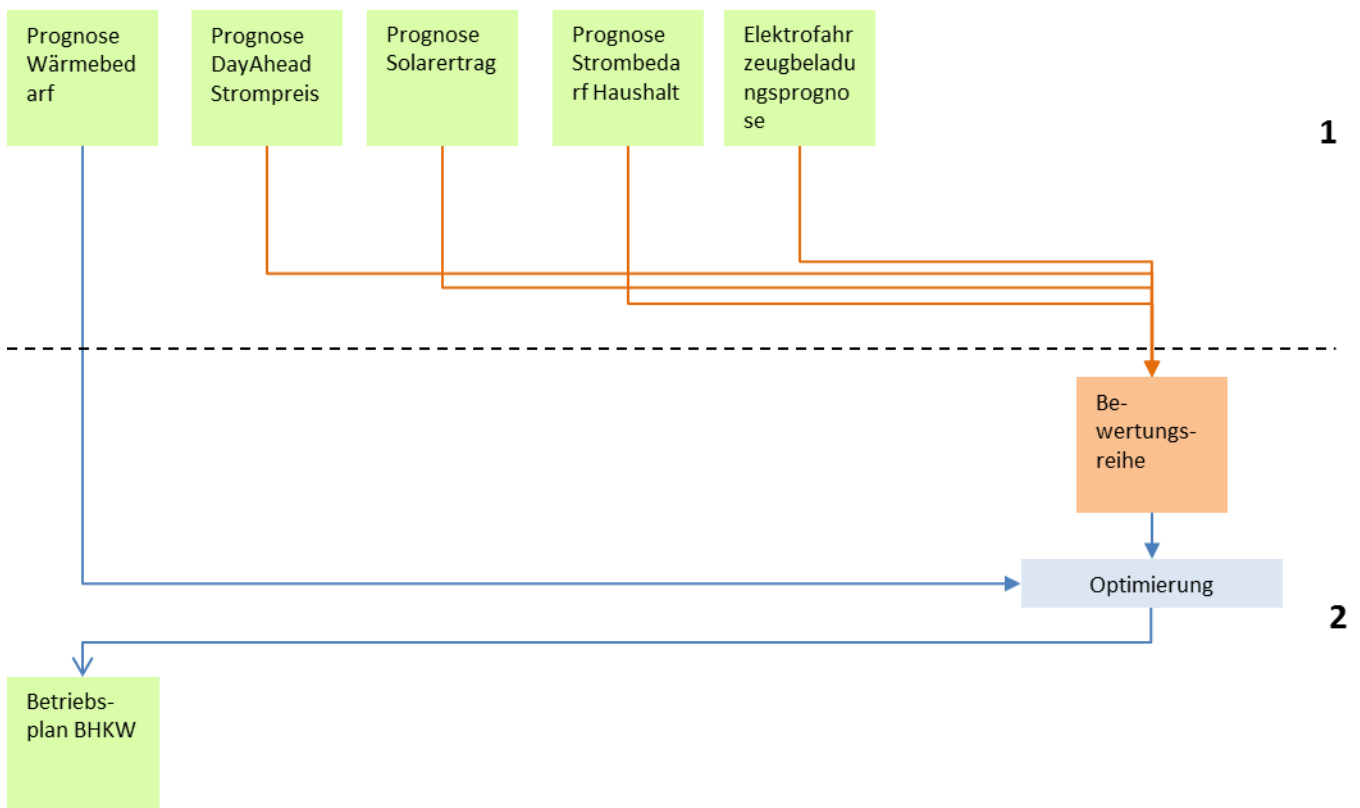 Prognose
Wärmebed
arf
Prognose
DayAhead
Strompreis
Prognose
Solarertrag
Prognose
Strombeda
rf Haushalt
Elektrofahr
zeugbeladu
ngsprogno
se
1
Be-
wertungs-
reihe
Optimierung
2
Betriebs-
plan BHKW